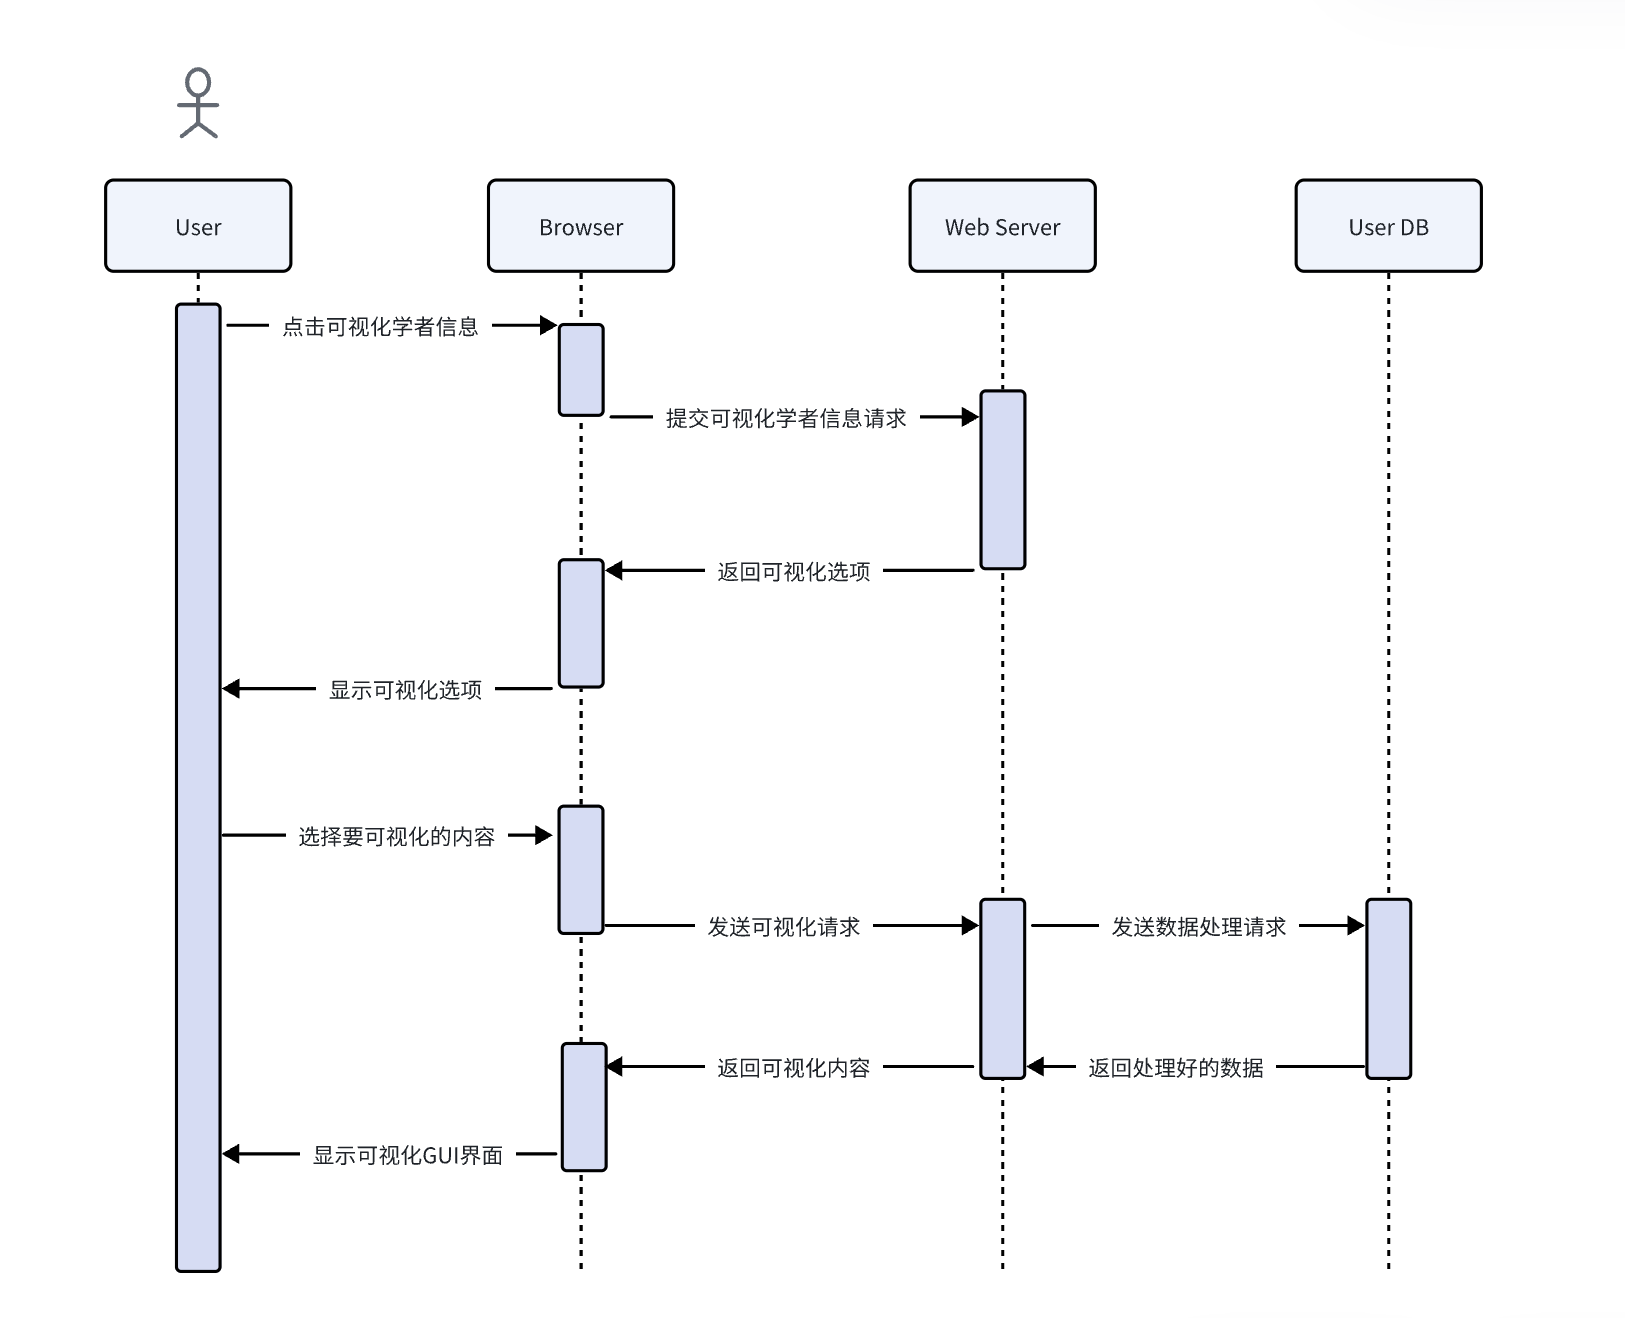 User
Browser
Web Server
User DB
点击可视化学者信息
提交可视化学者信息请求
返回可视化选项
显示可视化选项
选择要可视化的内容
发送可视化请求
发送数据处理请求
返回可视化内容
返回处理好的数据
显示可视化GUI界面